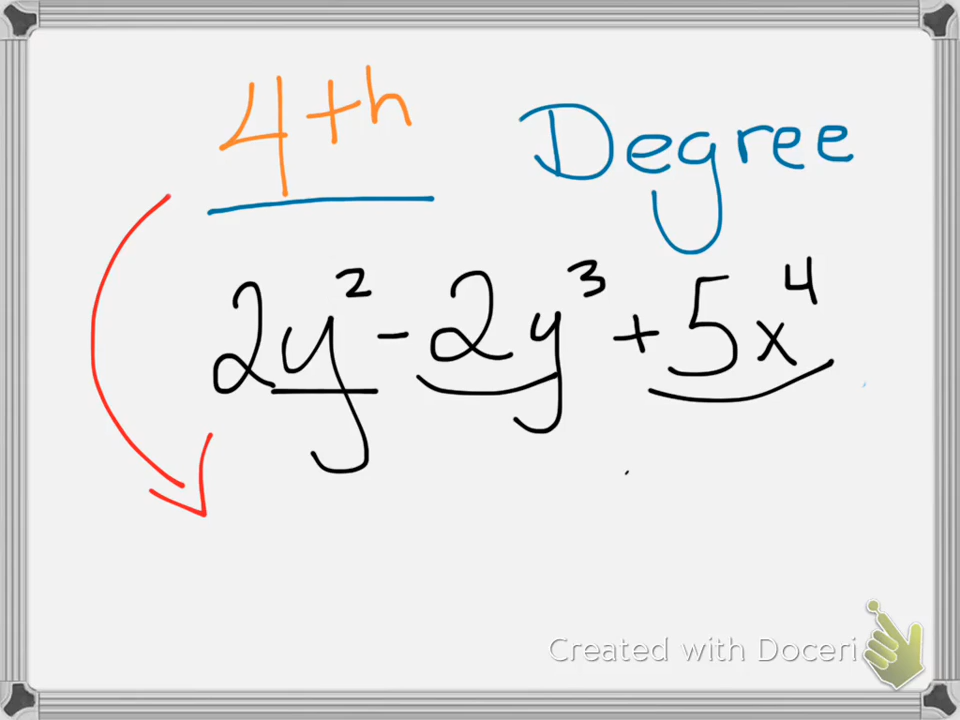 4th Degree
2y² - 2y³ + 5x⁴
Created with Doceri